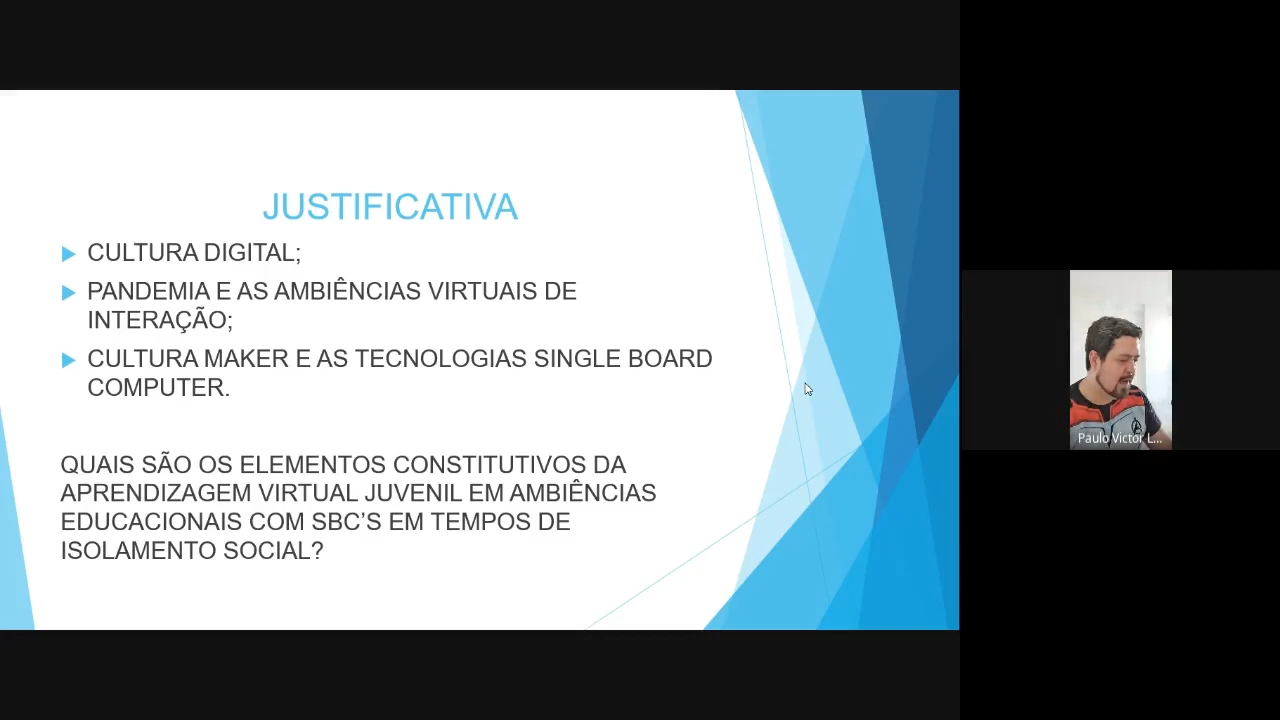 JUSTIFICATIVA
CULTURA DIGITAL;
PANDEMIA E AS AMBIÊNCIAS VIRTUAIS DE
INTERAÇÃO;
CULTURA MAKER E AS TECNOLOGIAS SINGLE BOARD
COMPUTER.
QUAIS SÃO OS ELEMENTOS CONSTITUTIVOS DA
APRENDIZAGEM VIRTUAL JUVENIL EM AMBIÊNCIAS
EDUCACIONAIS COM SBC’S EM TEMPOS DE
ISOLAMENTO SOCIAL?
Paulo Victor L...